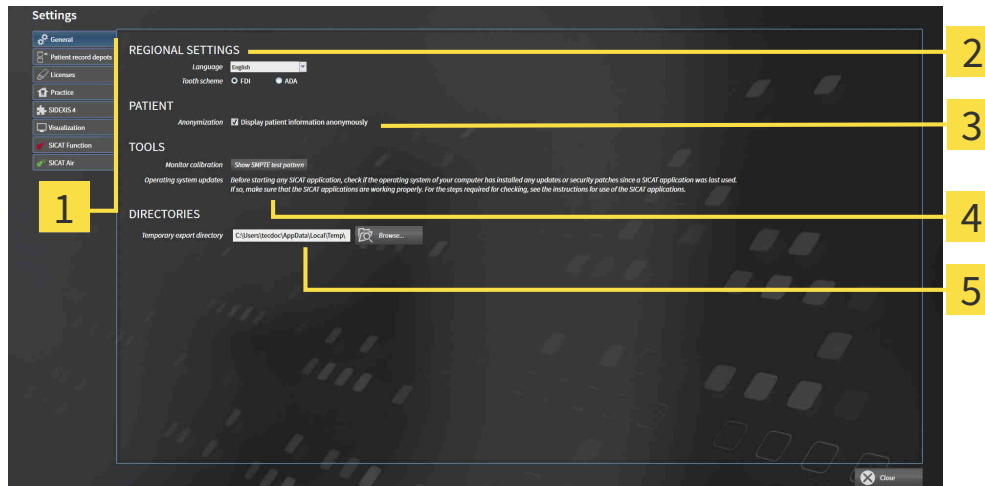 Settings
General
Patient record depots
Licenses
Practice
SIDEXIS 4
Visualization
SICAT Function
SICAT Air
1
REGIONAL SETTINGS
2
Language English
Tooth scheme FDI ADA
PATIENT
Anonymization Display patient information anonymously
3
TOOLS
Monitor calibration Show SMPTE test pattern
Operating system updates Before starting any SICAT application, check if the operating system of your computer has installed any updates or security patches since a SICAT application was last used.
If so, make sure that the SICAT applications are working properly. For the steps required for checking, see the instructions for use of the SICAT applications.
4
DIRECTORIES
Temporary export directory C:\Users\tecdoc\AppData\Local\Temp\ Browse...
5
Close